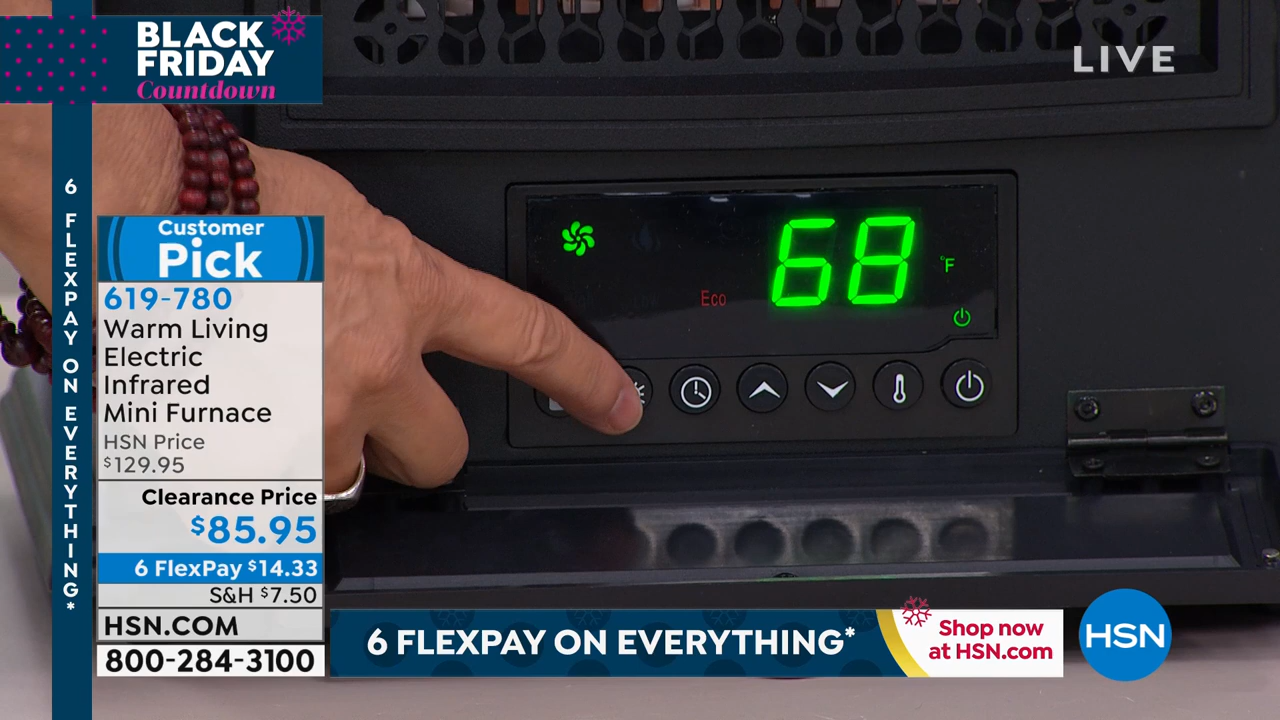 BLACK
FRIDAY
Countdown
LIVE
6 FLEXPAY ON EVERYTHING*
Customer
Pick
619-780
Warm Living
Electric
Infrared
Mini Furnace
HSN Price
$129.95
Clearance Price
$85.95
6 FlexPay $14.33
S&H $7.50
HSN.COM
800-284-3100
68
°F
Eco
6 FLEXPAY ON EVERYTHING*
Shop now
at HSN.com
HSN